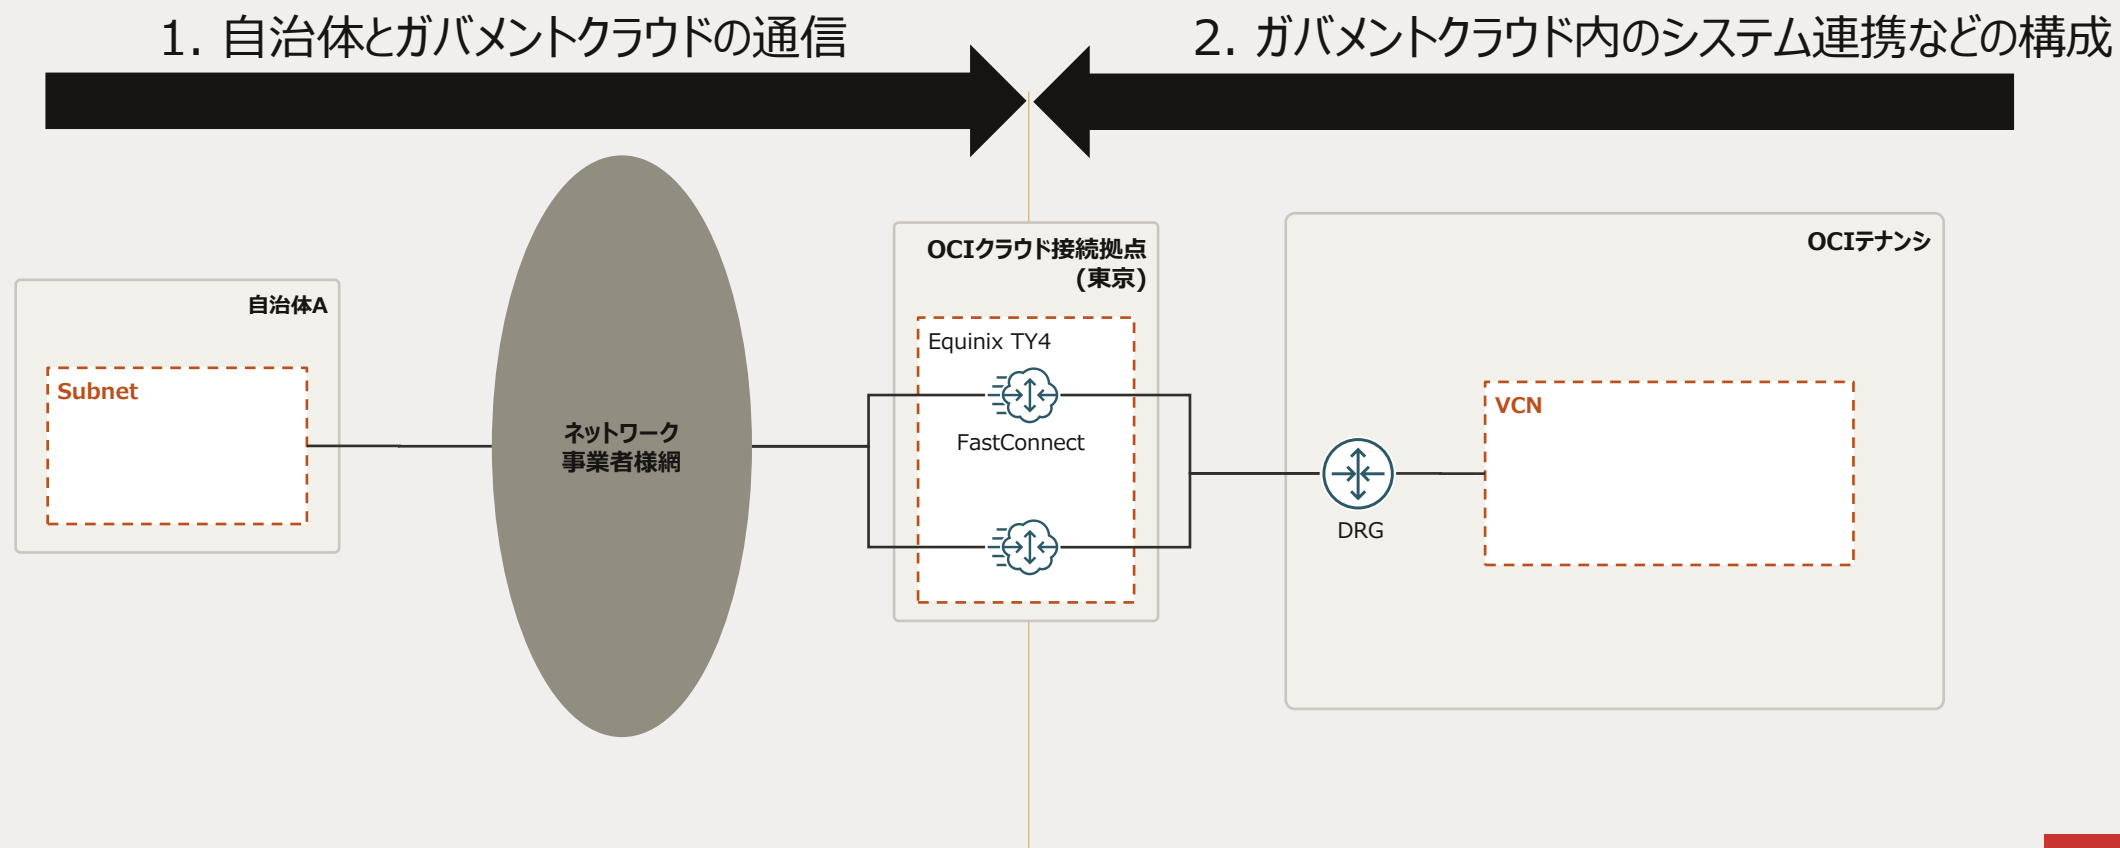 1. 自治体とガバメントクラウドの通信
2. ガバメントクラウド内のシステム連携などの構成
自治体A
Subnet
ネットワーク
事業者様網
OCIクラウド接続拠点
(東京)
Equinix TY4
FastConnect
OCIテナンシ
DRG
VCN